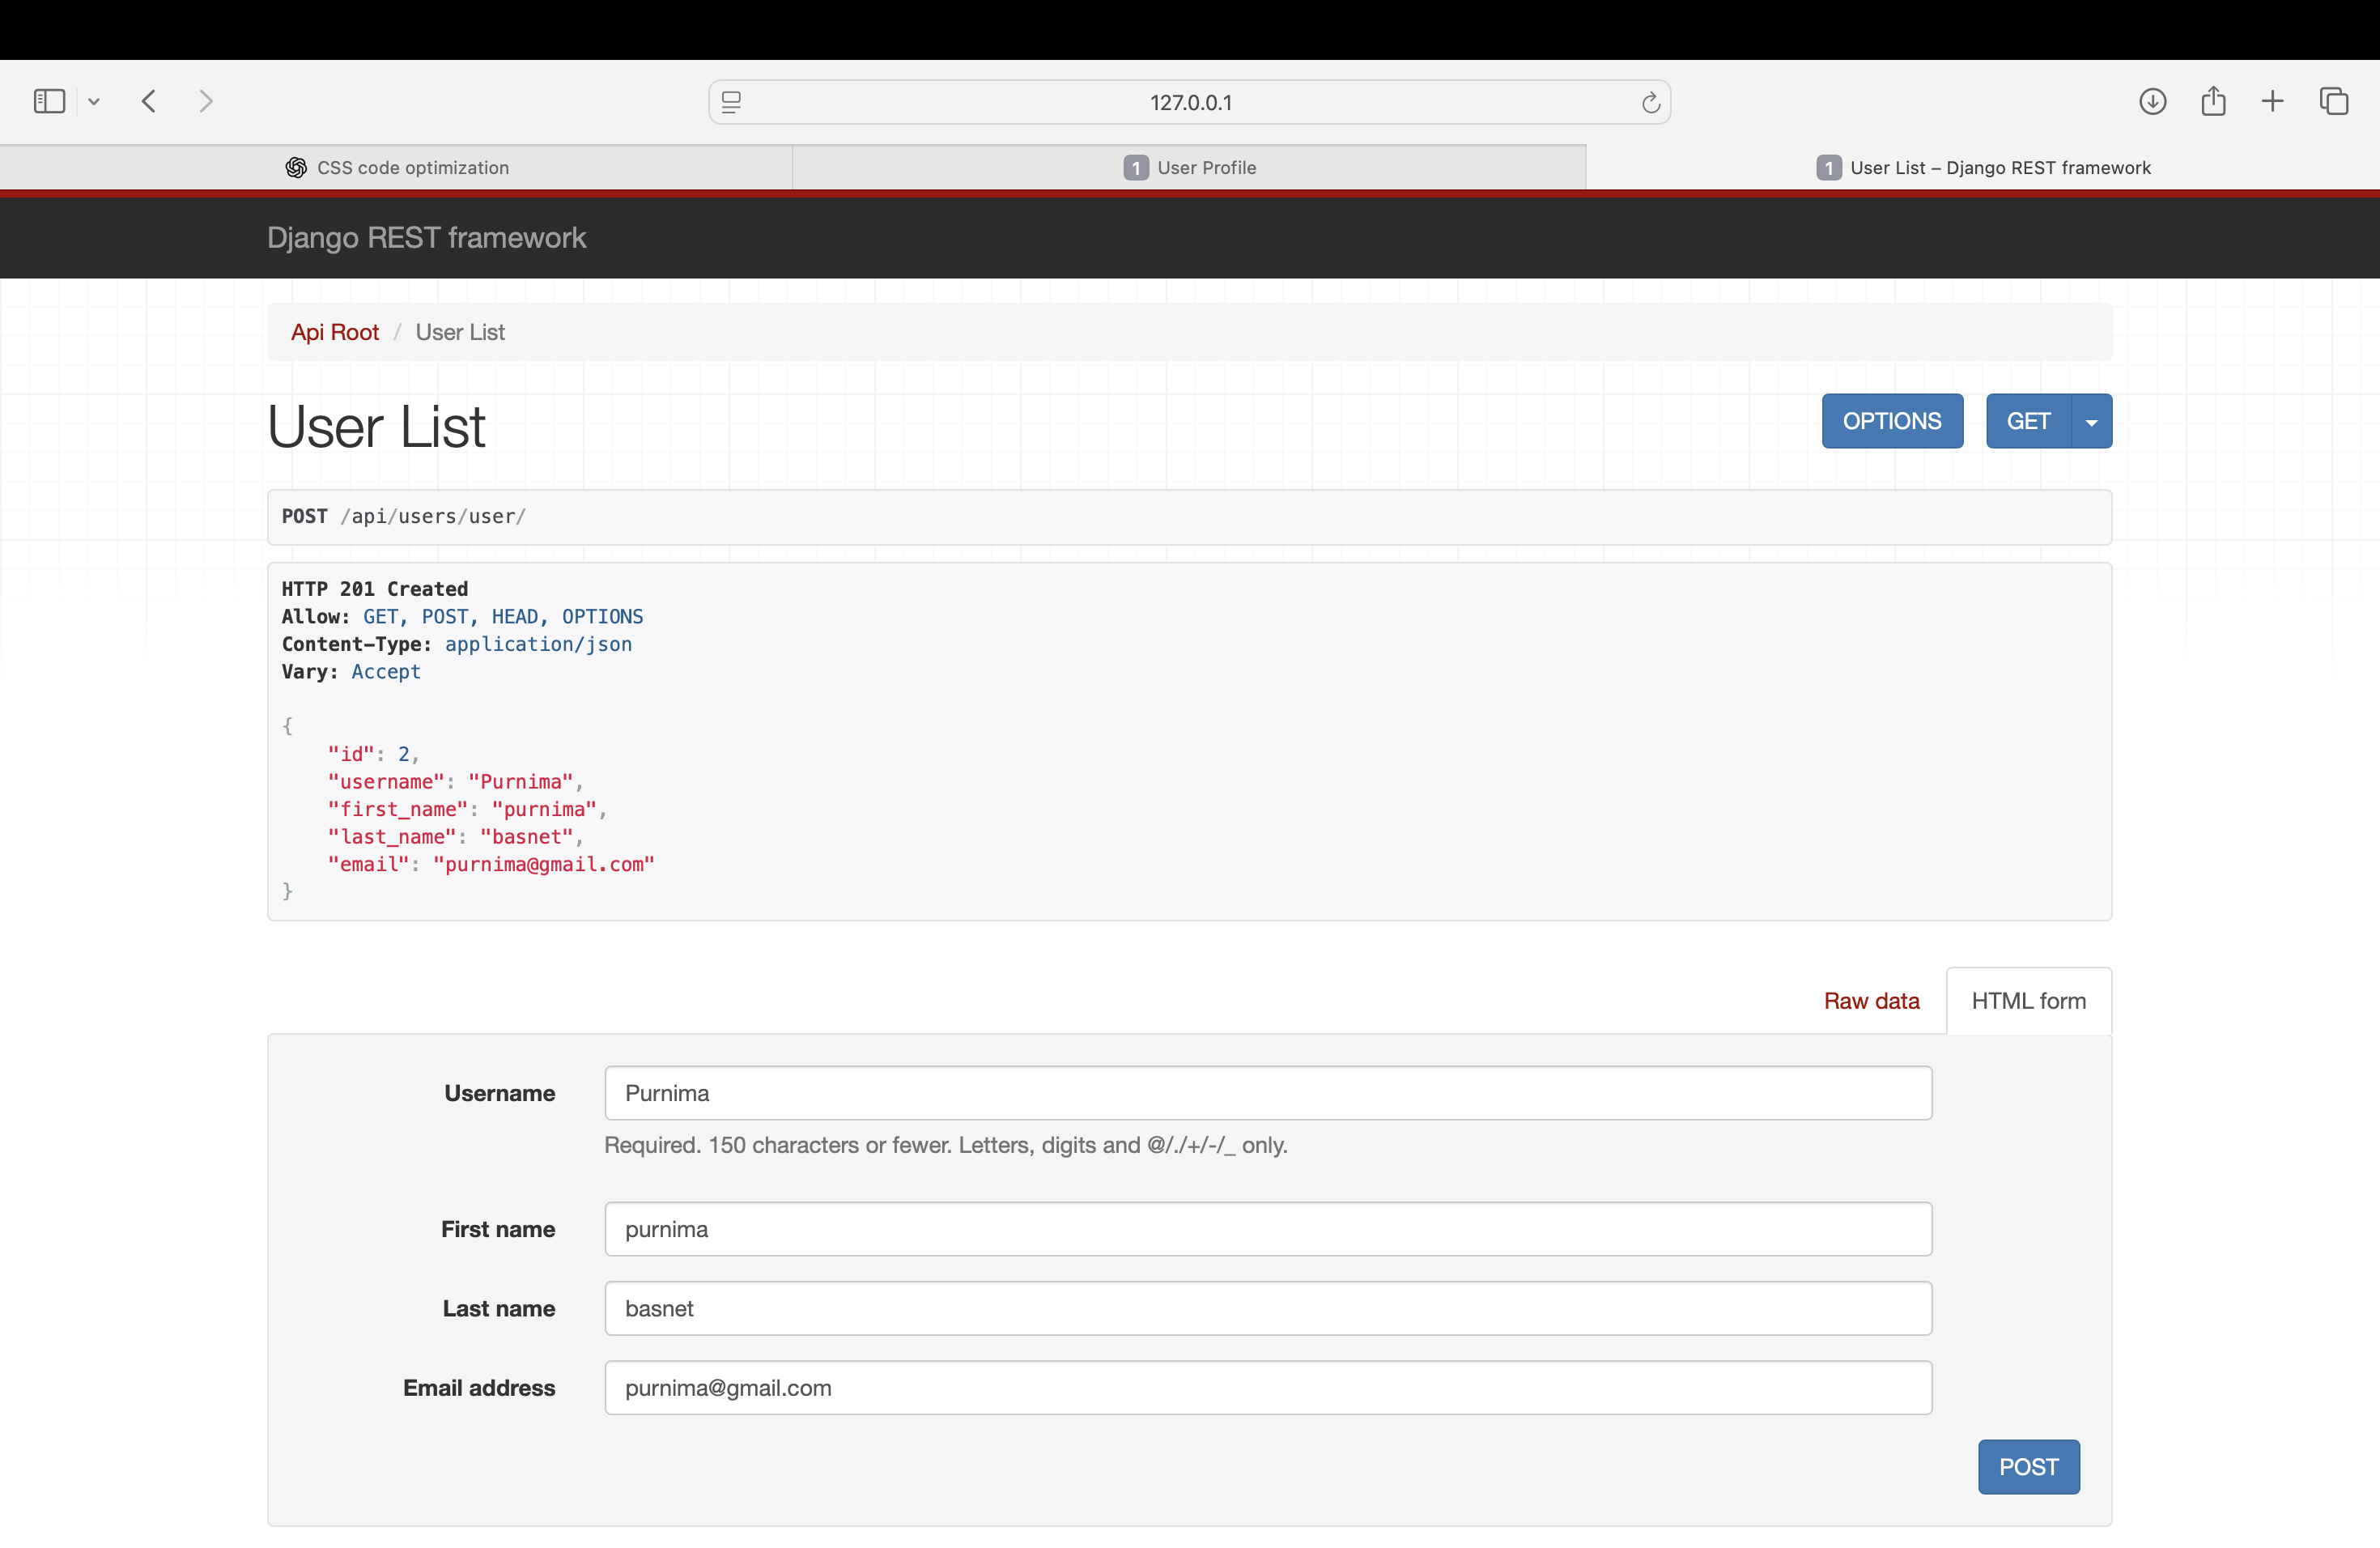 127.0.0.1
CSS code optimization
1 User Profile
1 User List – Django REST framework
Django REST framework
Api Root / User List
User List
OPTIONS
GET
POST /api/users/user/
HTTP 201 Created
Allow: GET, POST, HEAD, OPTIONS
Content-Type: application/json
Vary: Accept
{
    "id": 2,
    "username": "Purnima",
    "first_name": "purnima",
    "last_name": "basnet",
    "email": "purnima@gmail.com"
}
Raw data
HTML form
Username Purnima
Required. 150 characters or fewer. Letters, digits and @/./+/-/_ only.
First name purnima
Last name basnet
Email address purnima@gmail.com
POST